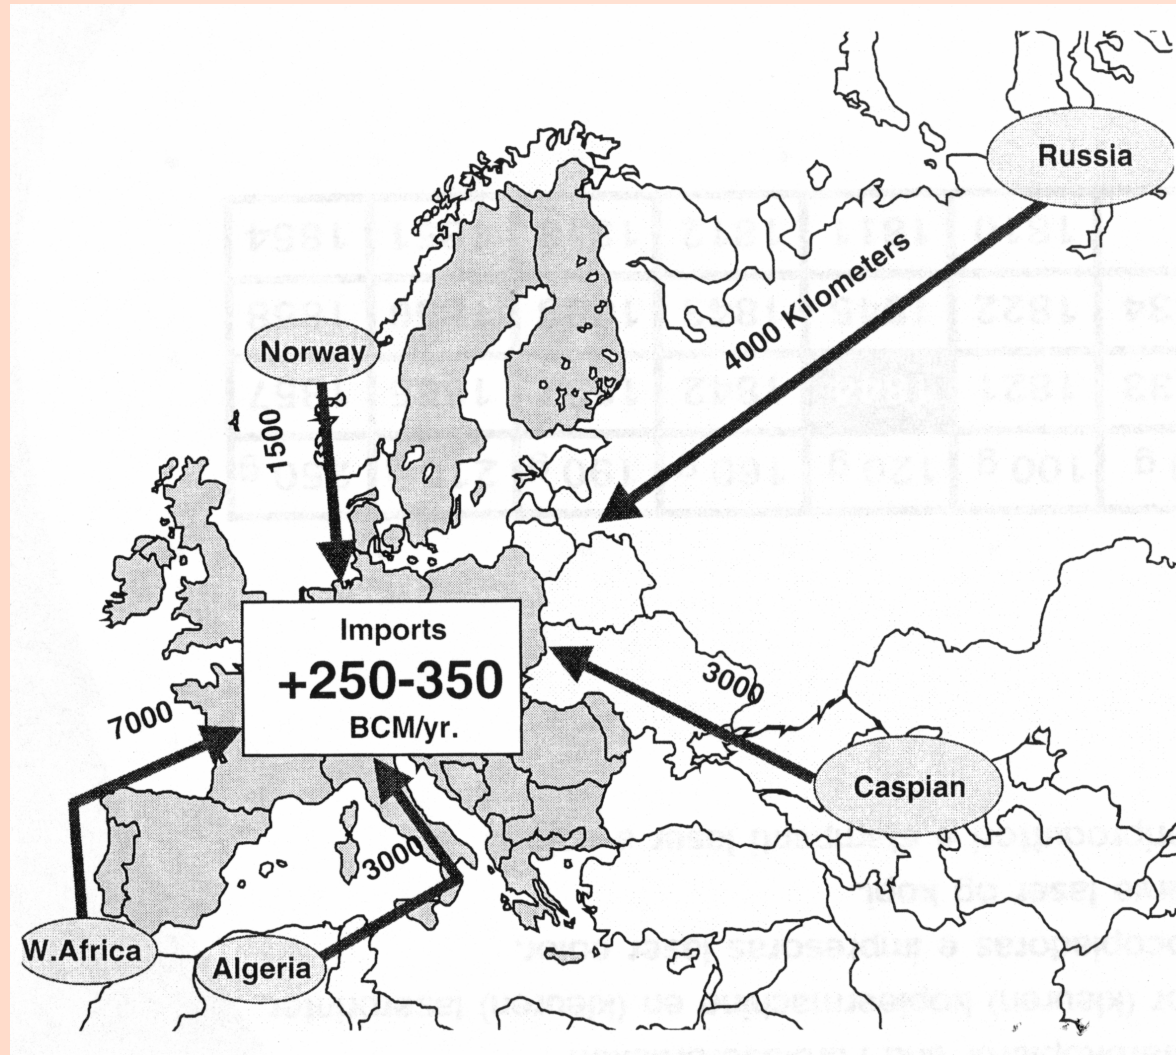 Russia
4000 Kilometers
Norway
1500
Imports
+250-350
BCM/yr.
7000
3000
Caspian
3000
W.Africa
Algeria